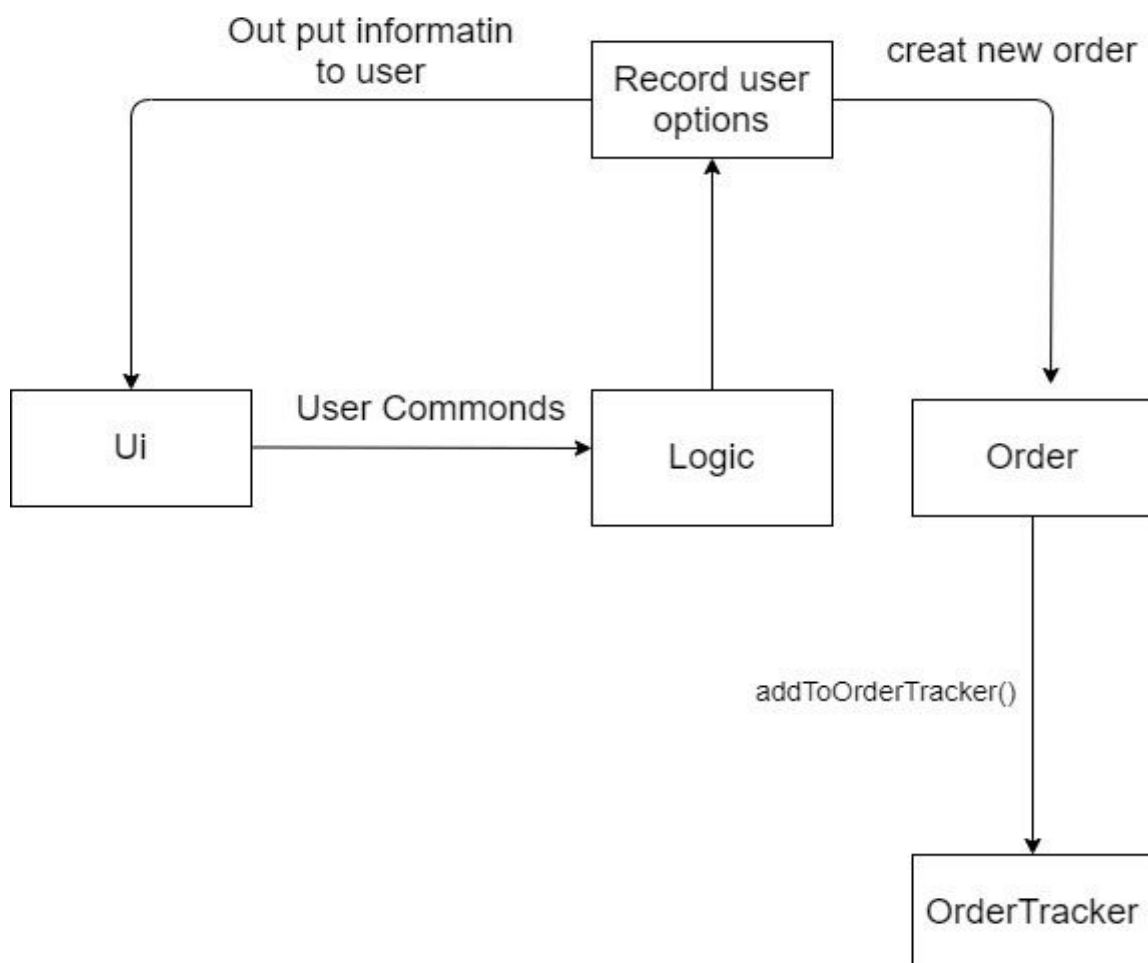 Out put informatin
to user
Record user
options
creat new order
Ui
User Commonds
Logic
Order
addToOrderTracker()
OrderTracker